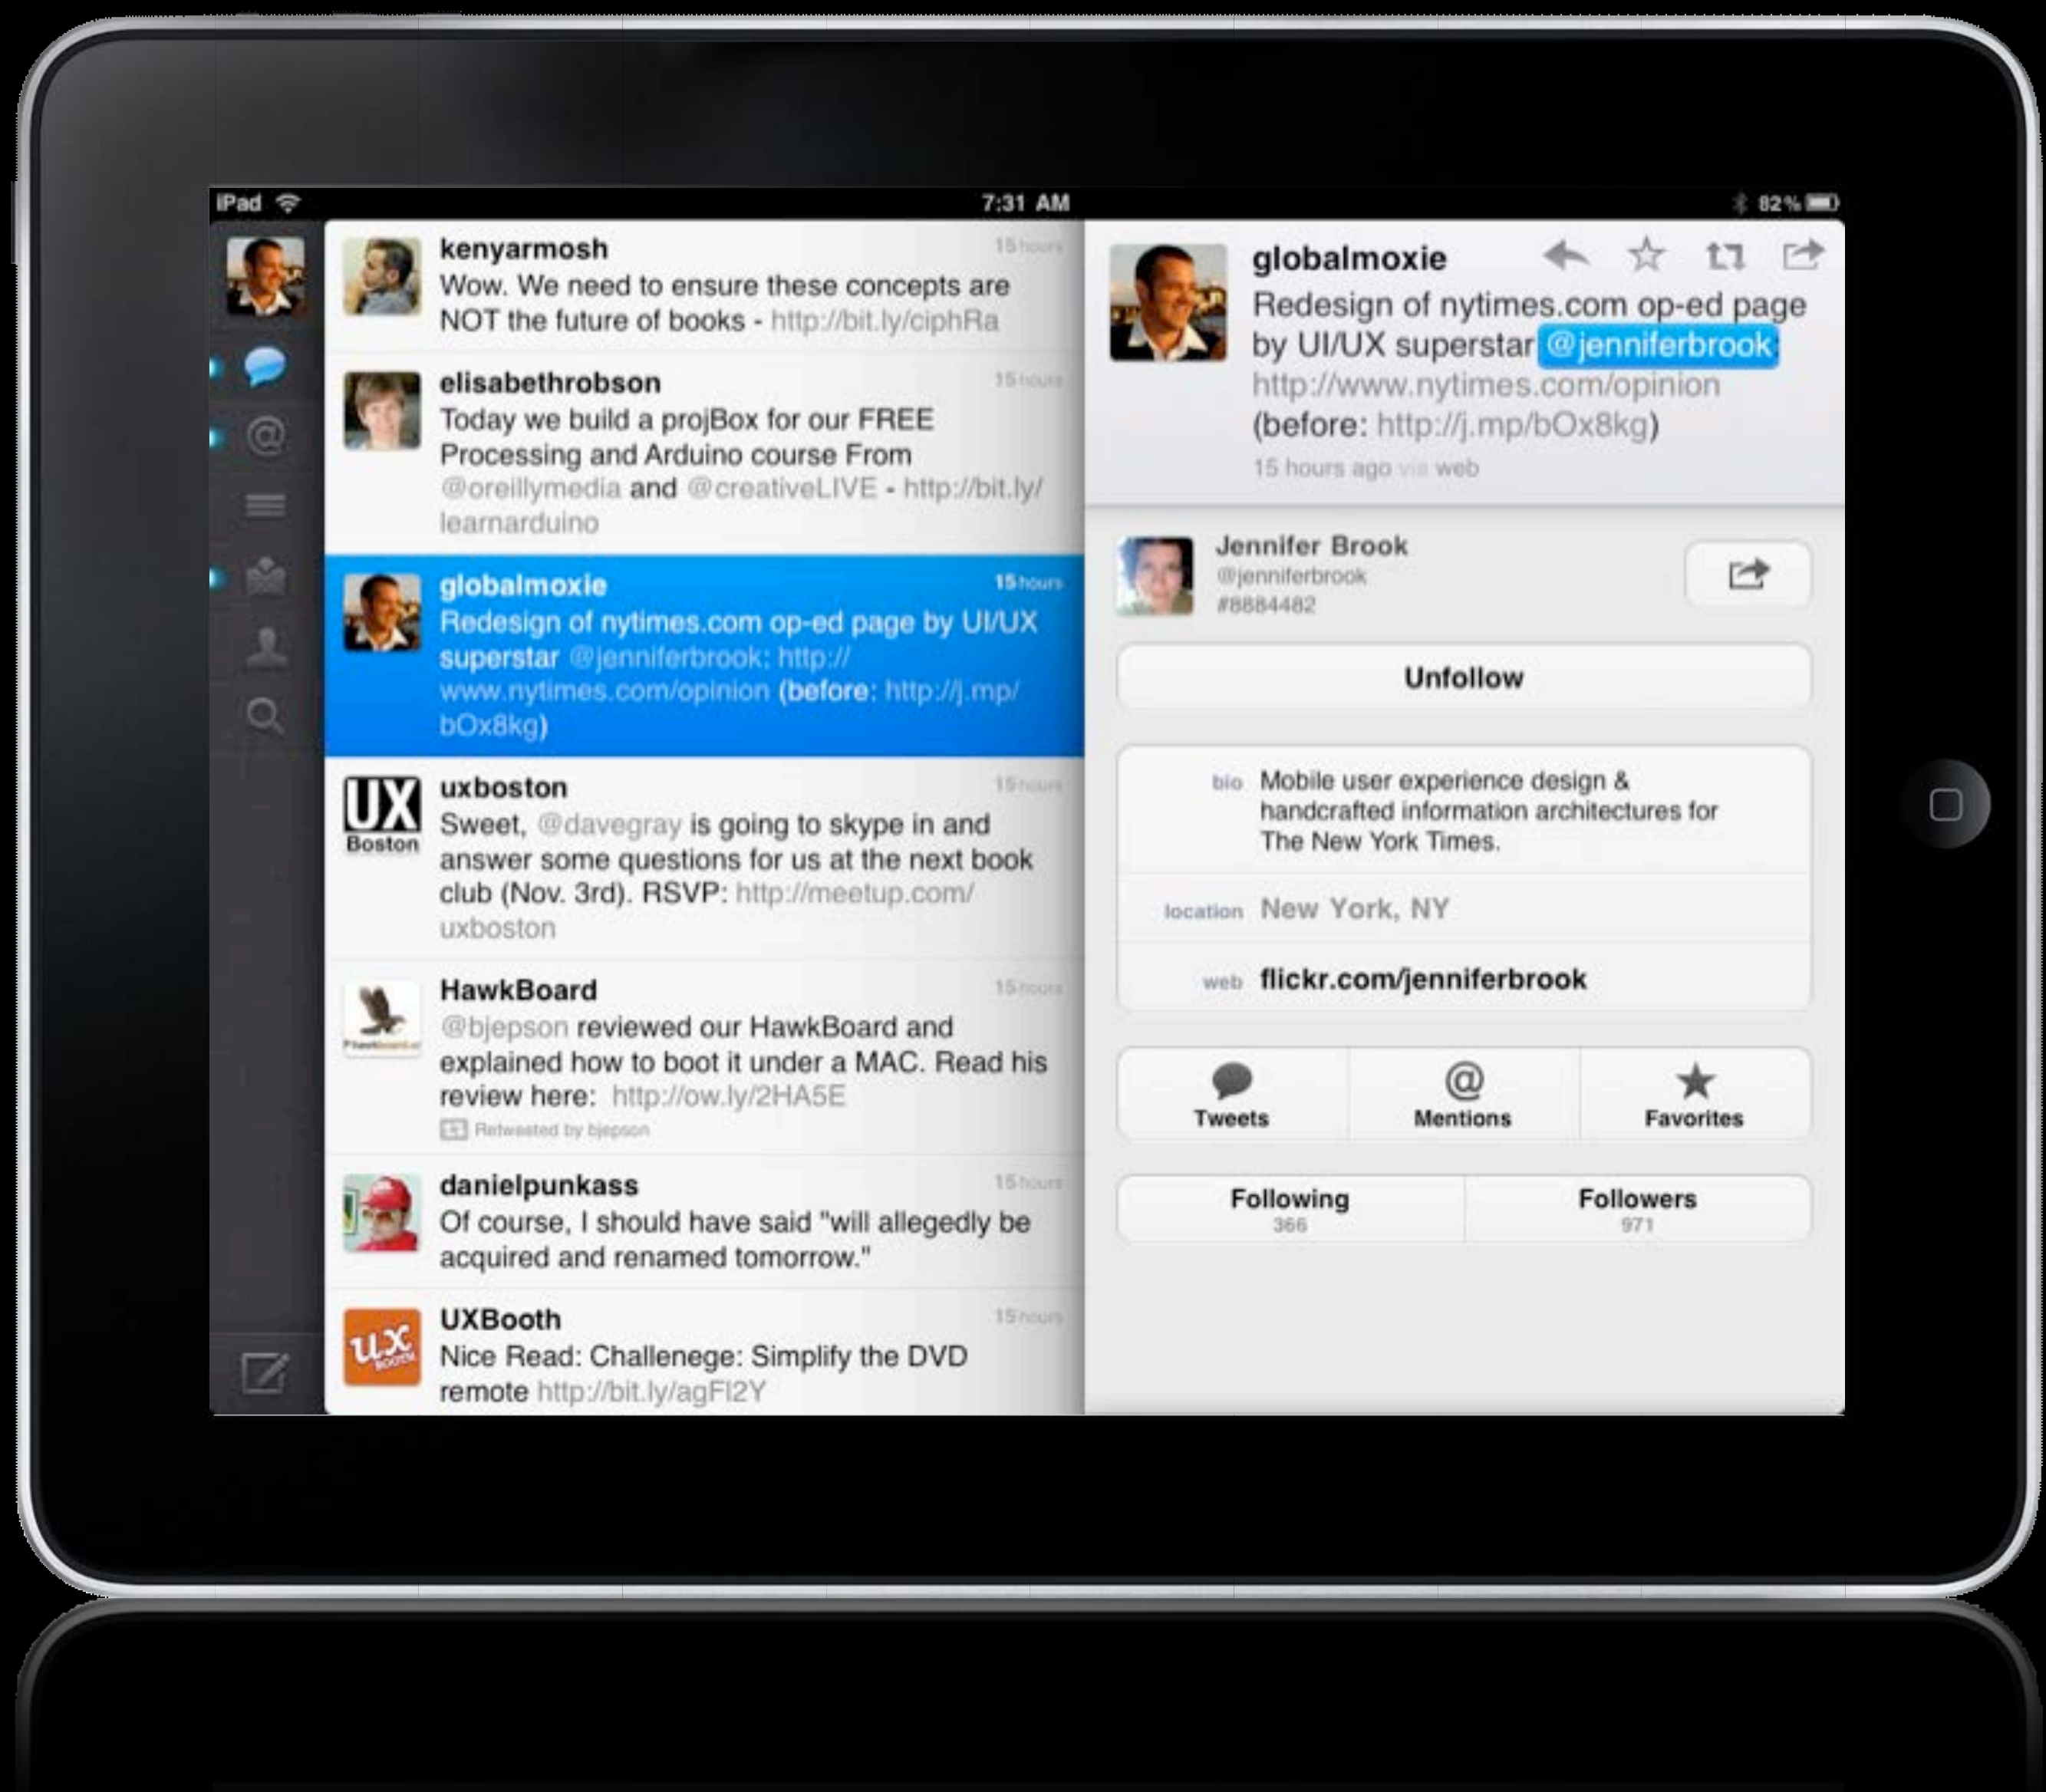 iPad
7:31 AM
82%
kenyarmosh
15 hours
Wow. We need to ensure these concepts are
NOT the future of books - http://bit.ly/ciphRa
elisabethrobson
15 hours
Today we build a projBox for our FREE
Processing and Arduino course From
@oreillymedia and @creativeLIVE - http://bit.ly/
learnarduino
globalmoxie
15 hours
Redesign of nytimes.com op-ed page by UI/UX
superstar @jenniferbrook: http://
www.nytimes.com/opinion (before: http://j.mp/
bOx8kg)
UX
Boston
uxboston
15 hours
Sweet, @davegray is going to skype in and
answer some questions for us at the next book
club (Nov. 3rd). RSVP: http://meetup.com/
uxboston
HawkBoard
15 hours
@bjepson reviewed our HawkBoard and
explained how to boot it under a MAC. Read his
review here: http://ow.ly/2HA5E
Retweeted by bjepson
danielpunkass
15 hours
Of course, I should have said "will allegedly be
acquired and renamed tomorrow."
ux
BOOTH
UXBooth
15 hours
Nice Read: Challenege: Simplify the DVD
remote http://bit.ly/agFl2Y
globalmoxie
Redesign of nytimes.com op-ed page
by UI/UX superstar @jenniferbrook:
http://www.nytimes.com/opinion
(before: http://j.mp/bOx8kg)
15 hours ago via web
Jennifer Brook
@jenniferbrook
#8884482
Unfollow
bio Mobile user experience design &
handcrafted information architectures for
The New York Times.
location New York, NY
web flickr.com/jenniferbrook
Tweets
Mentions
Favorites
Following
366
Followers
971